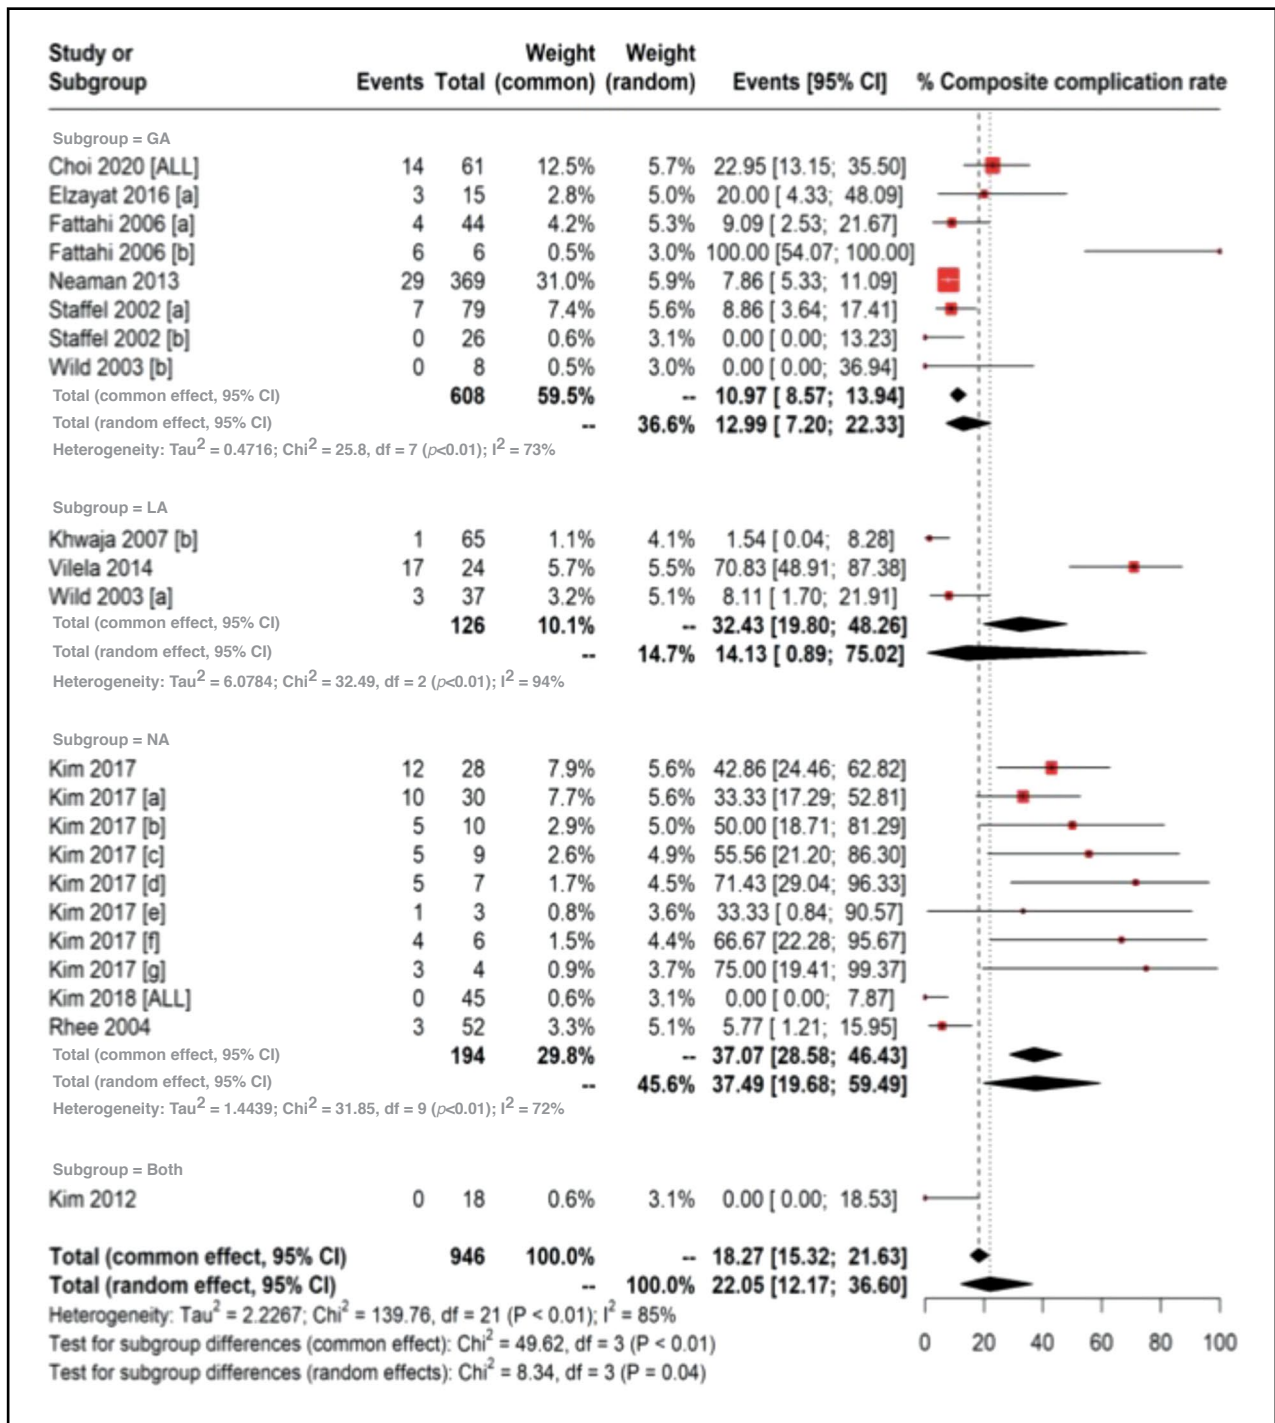 Study or Weight Weight
Subgroup Events Total (common) (random) Events [95% CI] % Composite complication rate
Subgroup = GA
Choi 2020 [ALL] 14 61 12.5% 5.7% 22.95 [13.15; 35.50]
Elzayat 2016 [a] 3 15 2.8% 5.0% 20.00 [ 4.33; 48.09]
Fattahi 2006 [a] 4 44 4.2% 5.3% 9.09 [ 2.53; 21.67]
Fattahi 2006 [b] 6 6 0.5% 3.0% 100.00 [54.07; 100.00]
Neaman 2013 29 369 31.0% 5.9% 7.86 [ 5.33; 11.09]
Staffel 2002 [a] 7 79 7.4% 5.6% 8.86 [ 3.64; 17.41]
Staffel 2002 [b] 0 26 0.6% 3.1% 0.00 [ 0.00; 13.23]
Wild 2003 [b] 0 8 0.5% 3.0% 0.00 [ 0.00; 36.94]
Total (common effect, 95% CI) 608 59.5% -- 10.97 [ 8.57; 13.94]
Total (random effect, 95% CI) -- 36.6% 12.99 [ 7.20; 22.33]
Heterogeneity: Tau2 = 0.4716; Chi2 = 25.8, df = 7 (p<0.01); I2 = 73%
Subgroup = LA
Khwaja 2007 [b] 1 65 1.1% 4.1% 1.54 [ 0.04; 8.28]
Vilela 2014 17 24 5.7% 5.5% 70.83 [48.91; 87.38]
Wild 2003 [a] 3 37 3.2% 5.1% 8.11 [ 1.70; 21.91]
Total (common effect, 95% CI) 126 10.1% -- 32.43 [19.80; 48.26]
Total (random effect, 95% CI) -- 14.7% 14.13 [ 0.89; 75.02]
Heterogeneity: Tau2 = 6.0784; Chi2 = 32.49, df = 2 (p<0.01); I2 = 94%
Subgroup = NA
Kim 2017 12 28 7.9% 5.6% 42.86 [24.46; 62.82]
Kim 2017 [a] 10 30 7.7% 5.6% 33.33 [17.29; 52.81]
Kim 2017 [b] 5 10 2.9% 5.0% 50.00 [18.71; 81.29]
Kim 2017 [c] 5 9 2.6% 4.9% 55.56 [21.20; 86.30]
Kim 2017 [d] 5 7 1.7% 4.5% 71.43 [29.04; 96.33]
Kim 2017 [e] 1 3 0.8% 3.6% 33.33 [ 0.84; 90.57]
Kim 2017 [f] 4 6 1.5% 4.4% 66.67 [22.28; 95.67]
Kim 2017 [g] 3 4 0.9% 3.7% 75.00 [19.41; 99.37]
Kim 2018 [ALL] 0 45 0.6% 3.1% 0.00 [ 0.00; 7.87]
Rhee 2004 3 52 3.3% 5.1% 5.77 [ 1.21; 15.95]
Total (common effect, 95% CI) 194 29.8% -- 37.07 [28.58; 46.43]
Total (random effect, 95% CI) -- 45.6% 37.49 [19.68; 59.49]
Heterogeneity: Tau2 = 1.4439; Chi2 = 31.85, df = 9 (p<0.01); I2 = 72%
Subgroup = Both
Kim 2012 0 18 0.6% 3.1% 0.00 [ 0.00; 18.53]
Total (common effect, 95% CI) 946 100.0% -- 18.27 [15.32; 21.63]
Total (random effect, 95% CI) -- 100.0% 22.05 [12.17; 36.60]
Heterogeneity: Tau2 = 2.2267; Chi2 = 139.76, df = 21 (P < 0.01); I2 = 85%
Test for subgroup differences (common effect): Chi2 = 49.62, df = 3 (P < 0.01)
Test for subgroup differences (random effects): Chi2 = 8.34, df = 3 (P = 0.04)
0 20 40 60 80 100